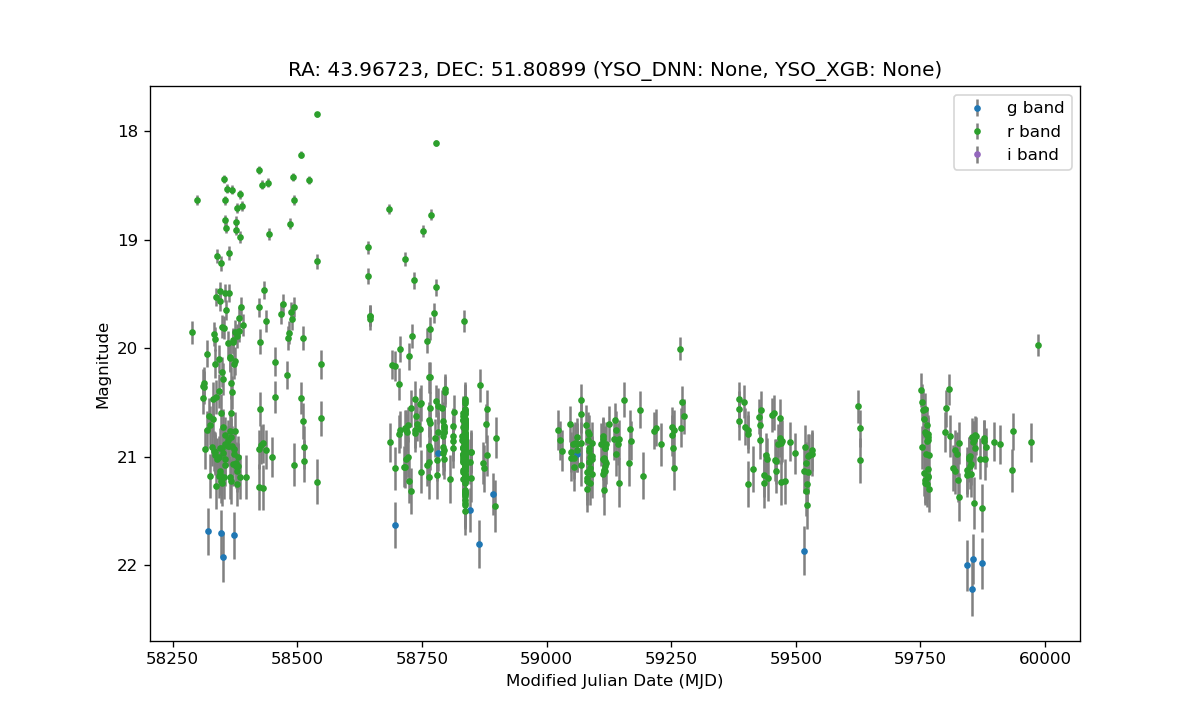 RA: 43.96723, DEC: 51.80899 (YSO_DNN: None, YSO_XGB: None)
g band
r band
i band
18
19
20
21
22
Magnitude
58250 58500 58750 59000 59250 59500 59750 60000
Modified Julian Date (MJD)